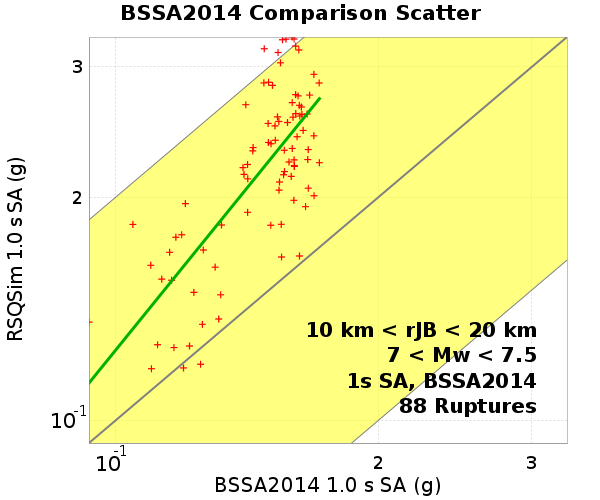 BSSA2014 Comparison Scatter
RSQSim 1.0 s SA (g)
3
2
10-1
10 km < rJB < 20 km
7 < Mw < 7.5
1s SA, BSSA2014
88 Ruptures
10-1 2 3
BSSA2014 1.0 s SA (g)